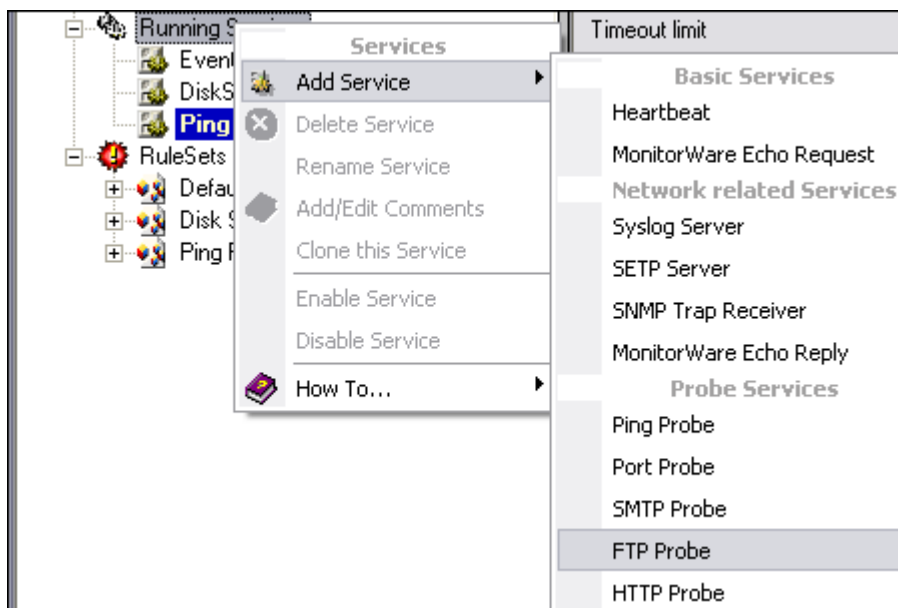 Running S
Event
DiskS
Ping
RuleSets
Defau
Disk S
Ping
Services
Add Service
Delete Service
Rename Service
Add/Edit Comments
Clone this Service
Enable Service
Disable Service
How To...
Timeout limit
Basic Services
Heartbeat
MonitorWare Echo Request
Network related Services
Syslog Server
SETP Server
SNMP Trap Receiver
MonitorWare Echo Reply
Probe Services
Ping Probe
Port Probe
SMTP Probe
FTP Probe
HTTP Probe